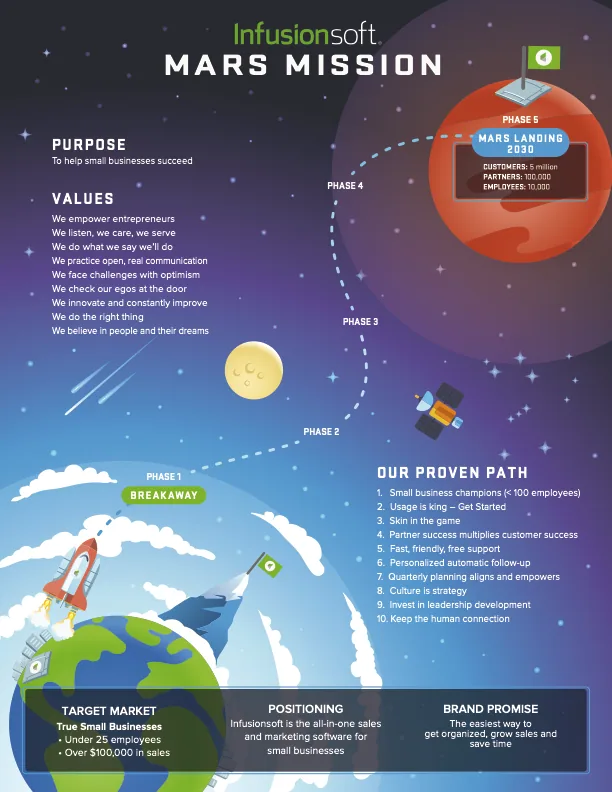 Infusionsoft
MARS MISSION
PURPOSE
To help small businesses succeed
VALUES
We empower entrepreneurs
We listen, we care, we serve
We do what we say we'll do
We practice open, real communication
We face challenges with optimism
We check our egos at the door
We innovate and constantly improve
We do the right thing
We believe in people and their dreams
PHASE 5
MARS LANDING
2030
CUSTOMERS: 5 million
PARTNERS: 100,000
EMPLOYEES: 10,000
PHASE 4
PHASE 3
PHASE 2
PHASE 1
BREAKAWAY
OUR PROVEN PATH
1. Small business champions (< 100 employees)
2. Usage is king – Get Started
3. Skin in the game
4. Partner success multiplies customer success
5. Fast, friendly, free support
6. Personalized automatic follow-up
7. Quarterly planning aligns and empowers
8. Culture is strategy
9. Invest in leadership development
10. Keep the human connection
TARGET MARKET
True Small Businesses
• Under 25 employees
• Over $100,000 in sales
POSITIONING
Infusionsoft is the all-in-one sales
and marketing software for
small businesses
BRAND PROMISE
The easiest way to
get organized, grow sales and
save time